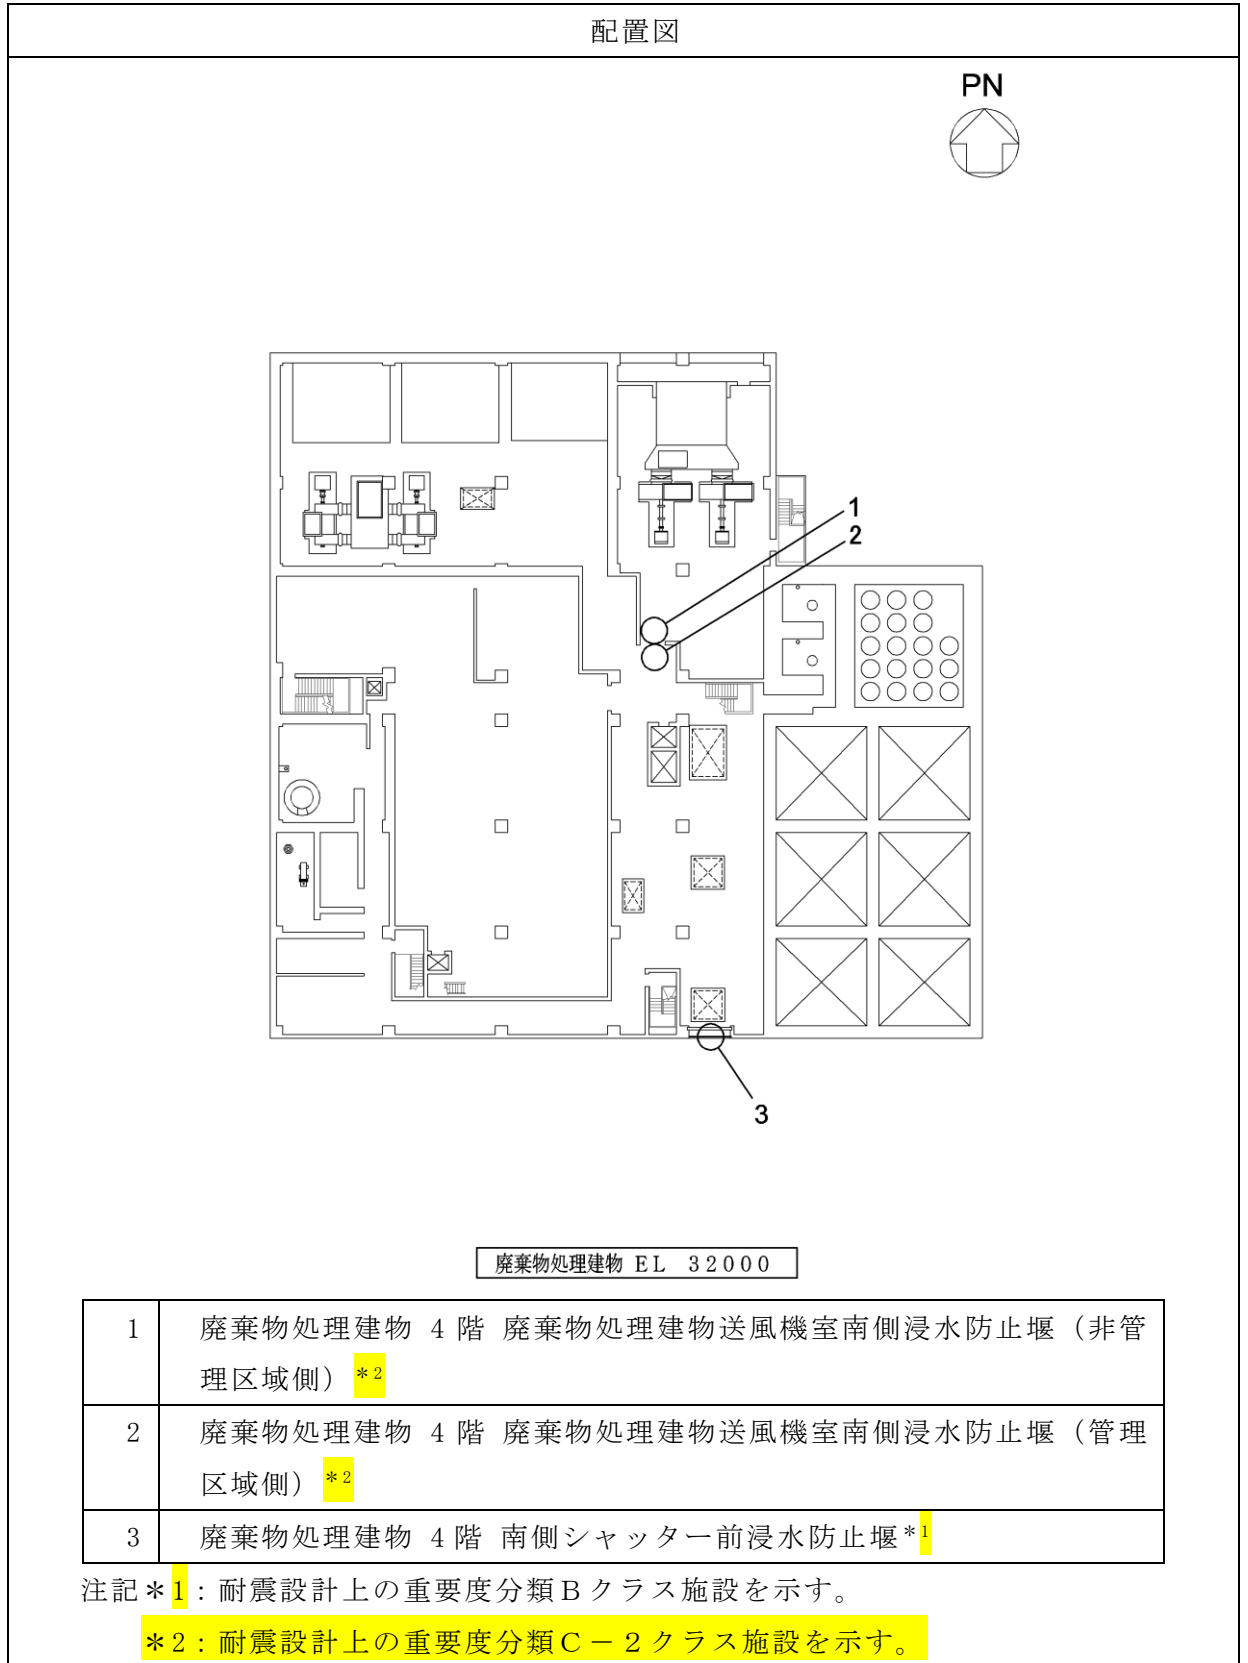 配置図
PN
1
2
3
廃棄物処理建物 EL 32000
1 廃棄物処理建物 4階 廃棄物処理建物送風機室南側浸水防止堰（非管
理区域側）*2
2 廃棄物処理建物 4階 廃棄物処理建物送風機室南側浸水防止堰（管理
区域側）*2
3 廃棄物処理建物 4階 南側シャッター前浸水防止堰*1
注記*1：耐震設計上の重要度分類Bクラス施設を示す。
*2：耐震設計上の重要度分類C－2クラス施設を示す。